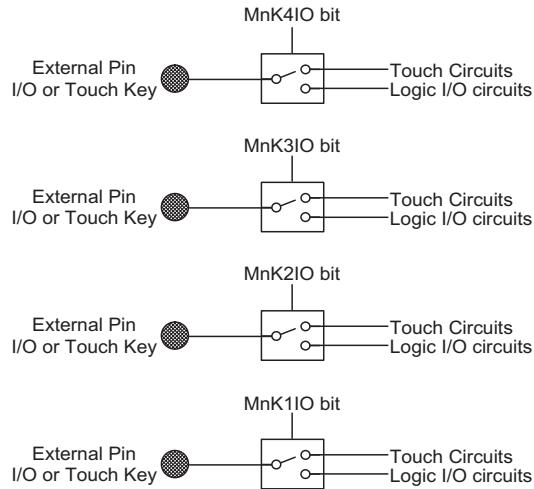 MnK4IO bit
External Pin
I/O or Touch Key
Touch Circuits
Logic I/O circuits
MnK3IO bit
External Pin
I/O or Touch Key
Touch Circuits
Logic I/O circuits
MnK2IO bit
External Pin
I/O or Touch Key
Touch Circuits
Logic I/O circuits
MnK1IO bit
External Pin
I/O or Touch Key
Touch Circuits
Logic I/O circuits